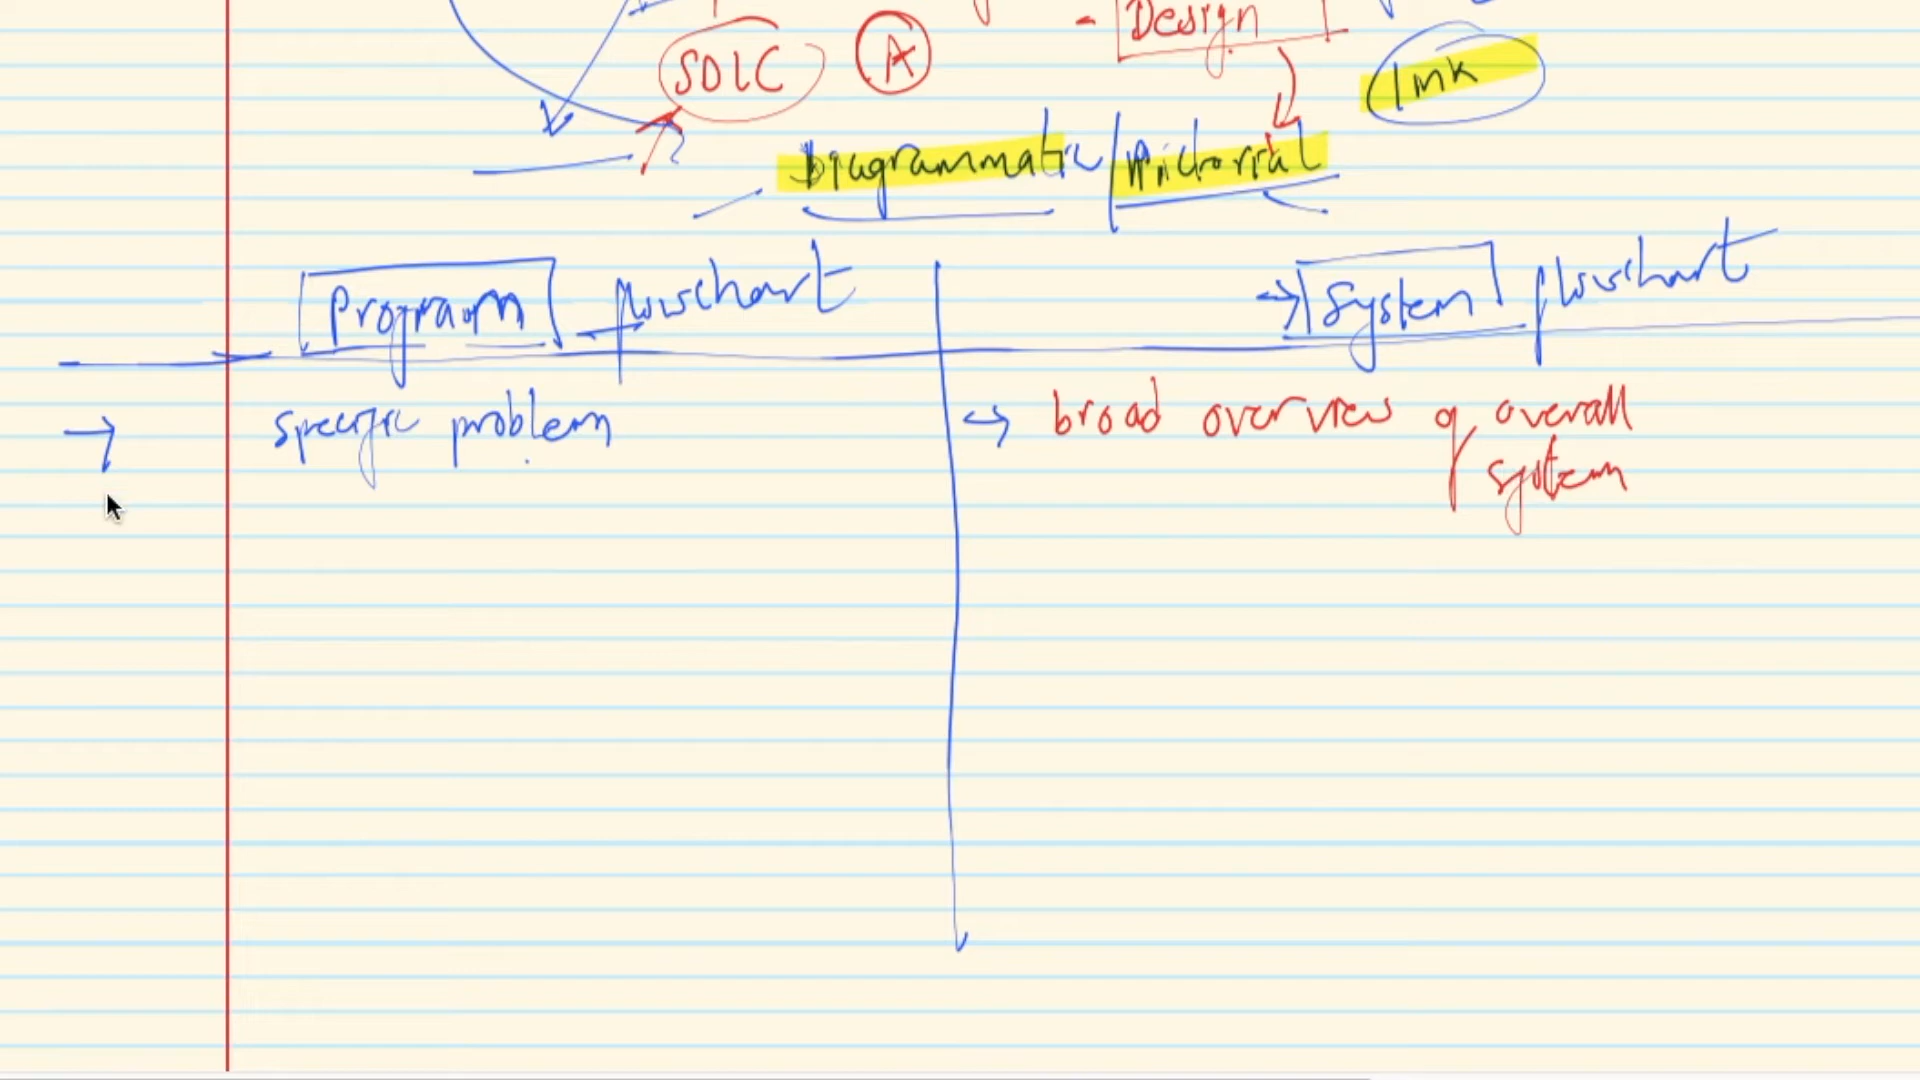 - Design
SDLC A 1mk
Diagrammatic / Pictorial
Program flowchart
→ System flowchart
→ specific problem
→ broad overview of overall
system